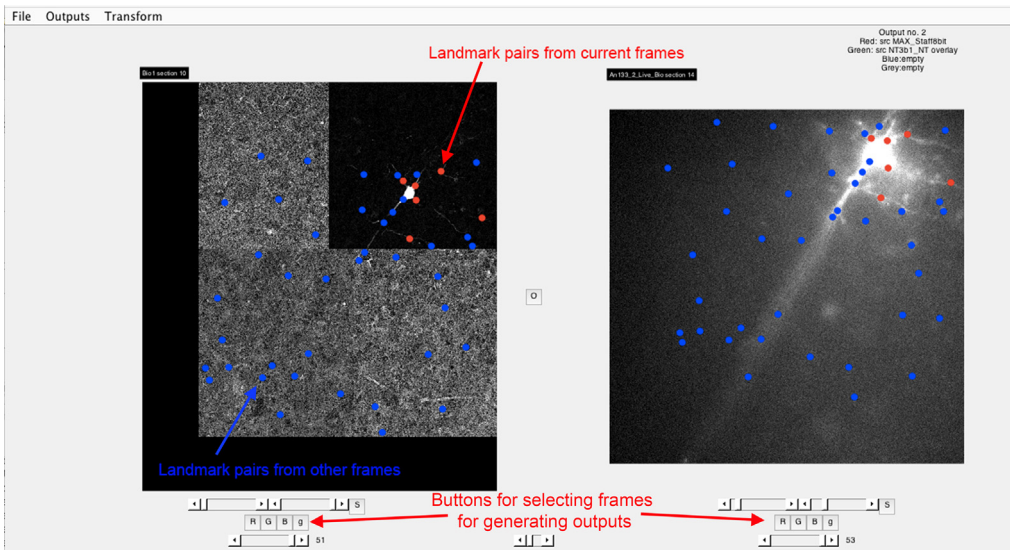 File Outputs Transform
Output no. 2
Red: src MAX_Staff8bit
Green: src NT3b1_NT overlay
Blue:empty
Grey:empty
Landmark pairs from current frames
Bio1 section 10
An133_2_Live_Bio section 14
O
Landmark pairs from other frames
S
S
Buttons for selecting frames
for generating outputs
R G B g
R G B g
51
53